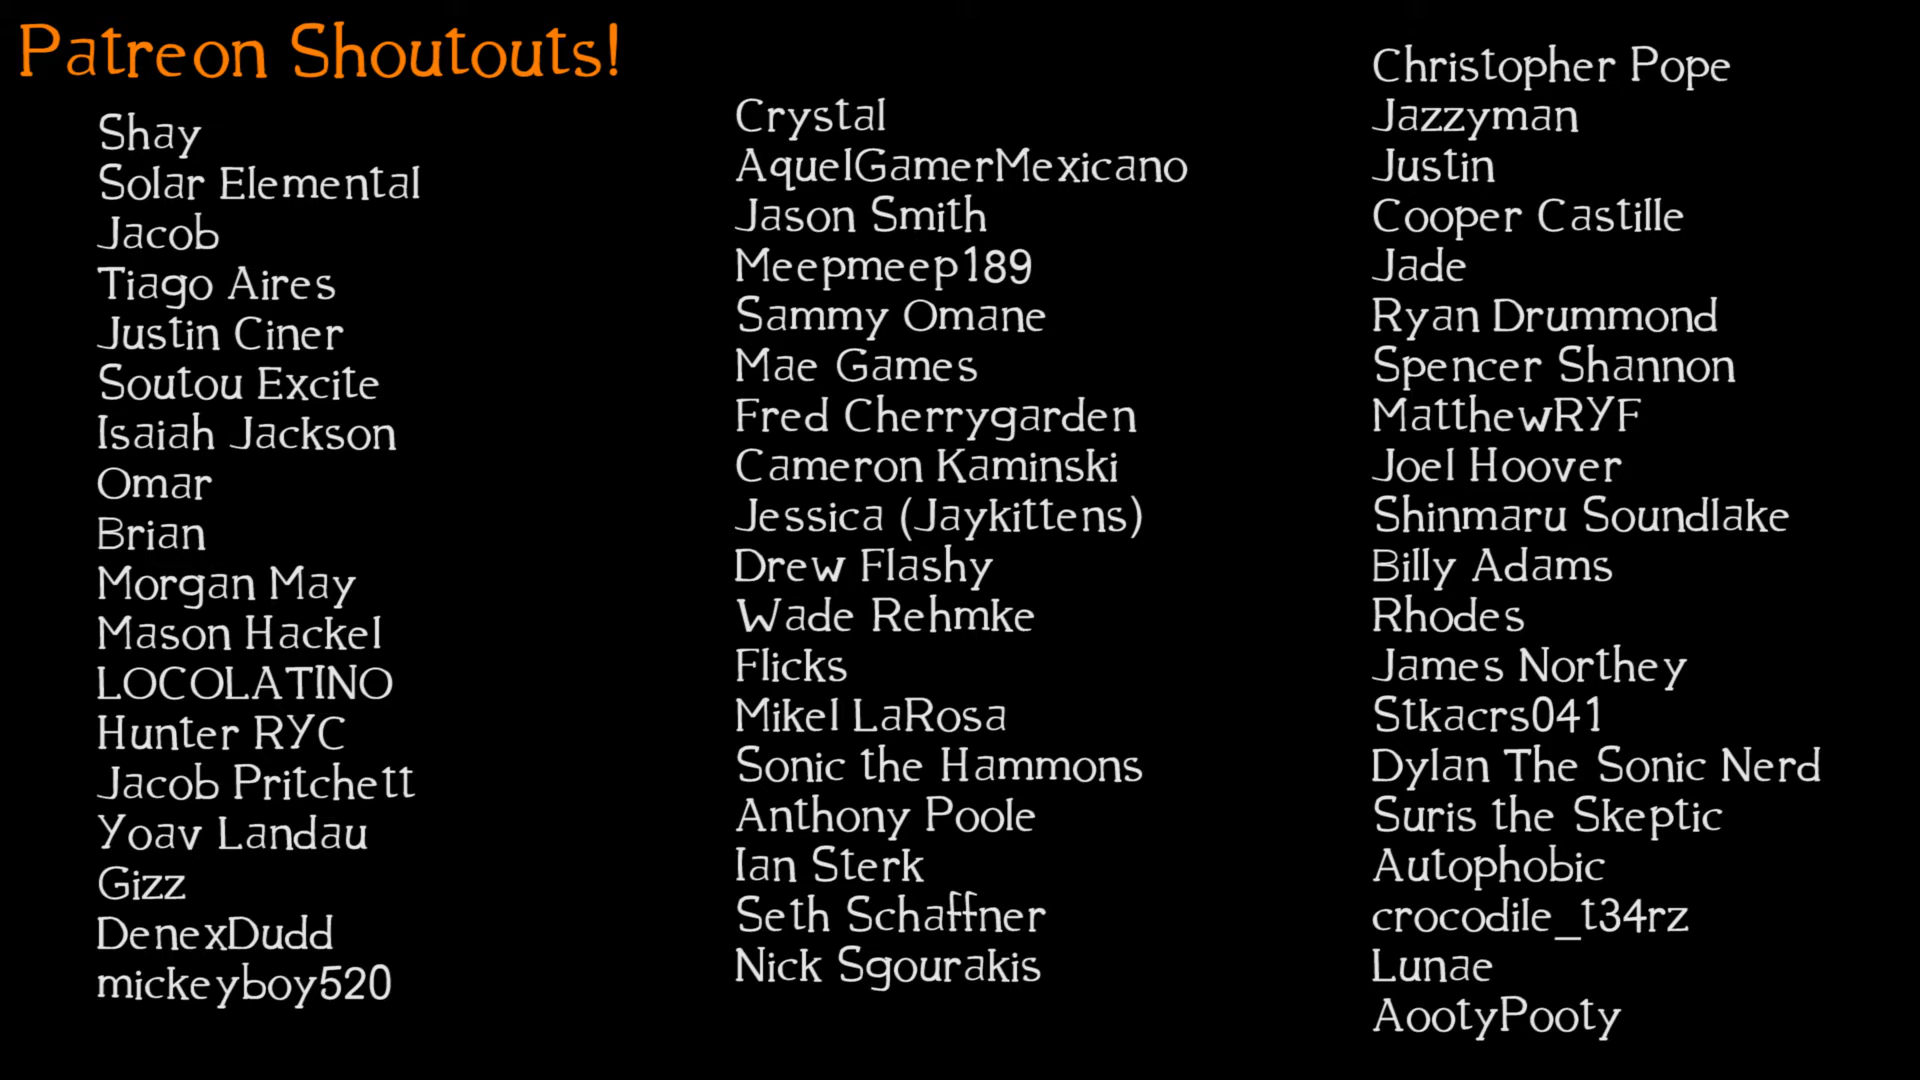 Patreon Shoutouts!
Shay
Solar Elemental
Jacob
Tiago Aires
Justin Ciner
Soutou Excite
Isaiah Jackson
Omar
Brian
Morgan May
Mason Hackel
LOCOLATINO
Hunter RYC
Jacob Pritchett
Yoav Landau
Gizz
DenexDudd
mickeyboy520
Crystal
AquelGamerMexicano
Jason Smith
Meepmeep189
Sammy Omane
Mae Games
Fred Cherrygarden
Cameron Kaminski
Jessica (Jaykittens)
Drew Flashy
Wade Rehmke
Flicks
Mikel LaRosa
Sonic the Hammons
Anthony Poole
Ian Sterk
Seth Schaffner
Nick Sgourakis
Christopher Pope
Jazzyman
Justin
Cooper Castille
Jade
Ryan Drummond
Spencer Shannon
MatthewRYF
Joel Hoover
Shinmaru Soundlake
Billy Adams
Rhodes
James Northey
Stkacrs041
Dylan The Sonic Nerd
Suris the Skeptic
Autophobic
crocodile_t34rz
Lunae
AootyPooty